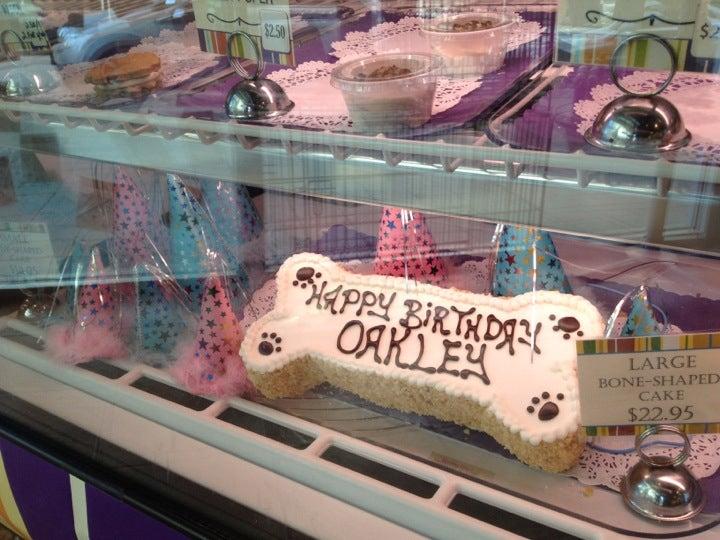 $2.50
HAPPY BIRTHDAY
OAKLEY
LARGE
BONE-SHAPED
CAKE
$22.95